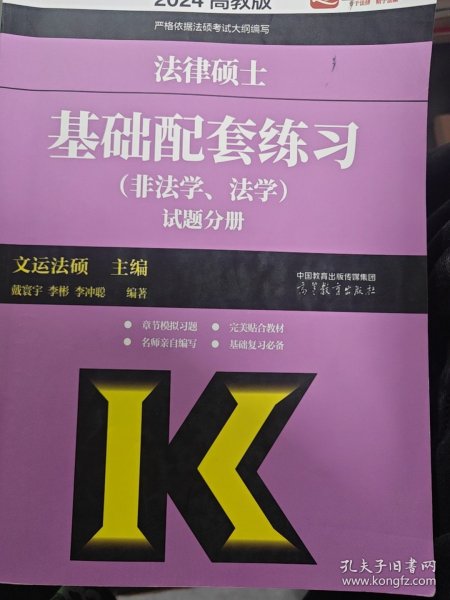 2024 高教版
严格依据法硕考试大纲编写
法律硕士
基础配套练习
（非法学、法学）
试题分册
文运法硕 主编
戴寰宇 李彬 李冲聪 编著
中国教育出版传媒集团
高等教育出版社
章节模拟习题
完美贴合教材
名师亲自编写
基础复习必备
K
孔夫子旧书网
www.kongfz.com